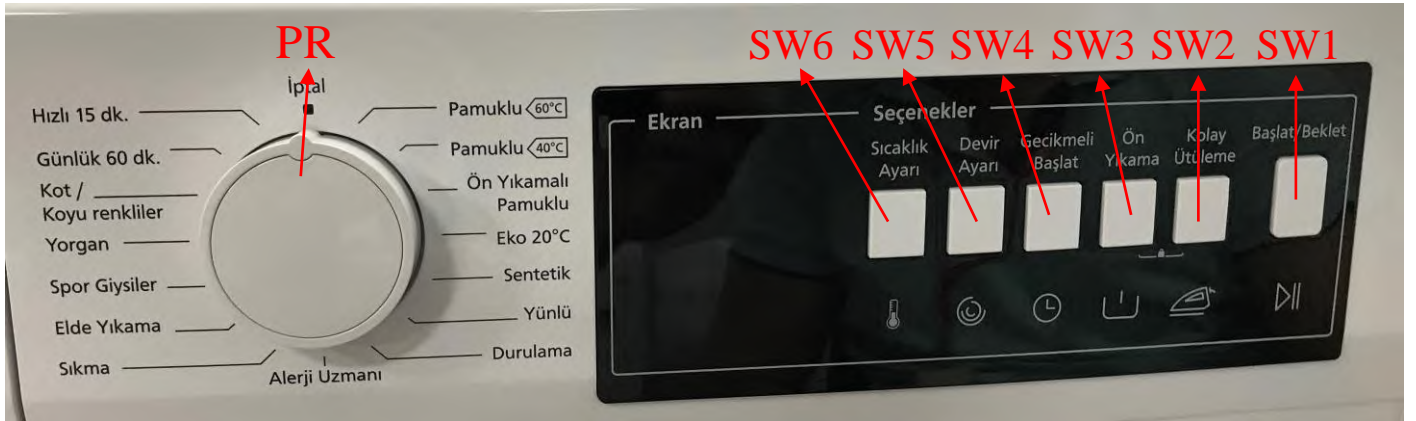 PR
SW6 SW5 SW4 SW3 SW2 SW1
İptal
Hızlı 15 dk.
Günlük 60 dk.
Kot /
Koyu renkliler
Yorgan
Spor Giysiler
Elde Yıkama
Sıkma
Alerji Uzmanı
Pamuklu 60°C
Pamuklu 40°C
Ön Yıkamalı
Pamuklu
Eko 20°C
Sentetik
Yünlü
Durulama
Ekran
Seçenekler
Sıcaklık
Ayarı
Devir
Ayarı
Gecikmeli
Başlat
Ön
Yıkama
Kolay
Ütüleme
Başlat/Beklet